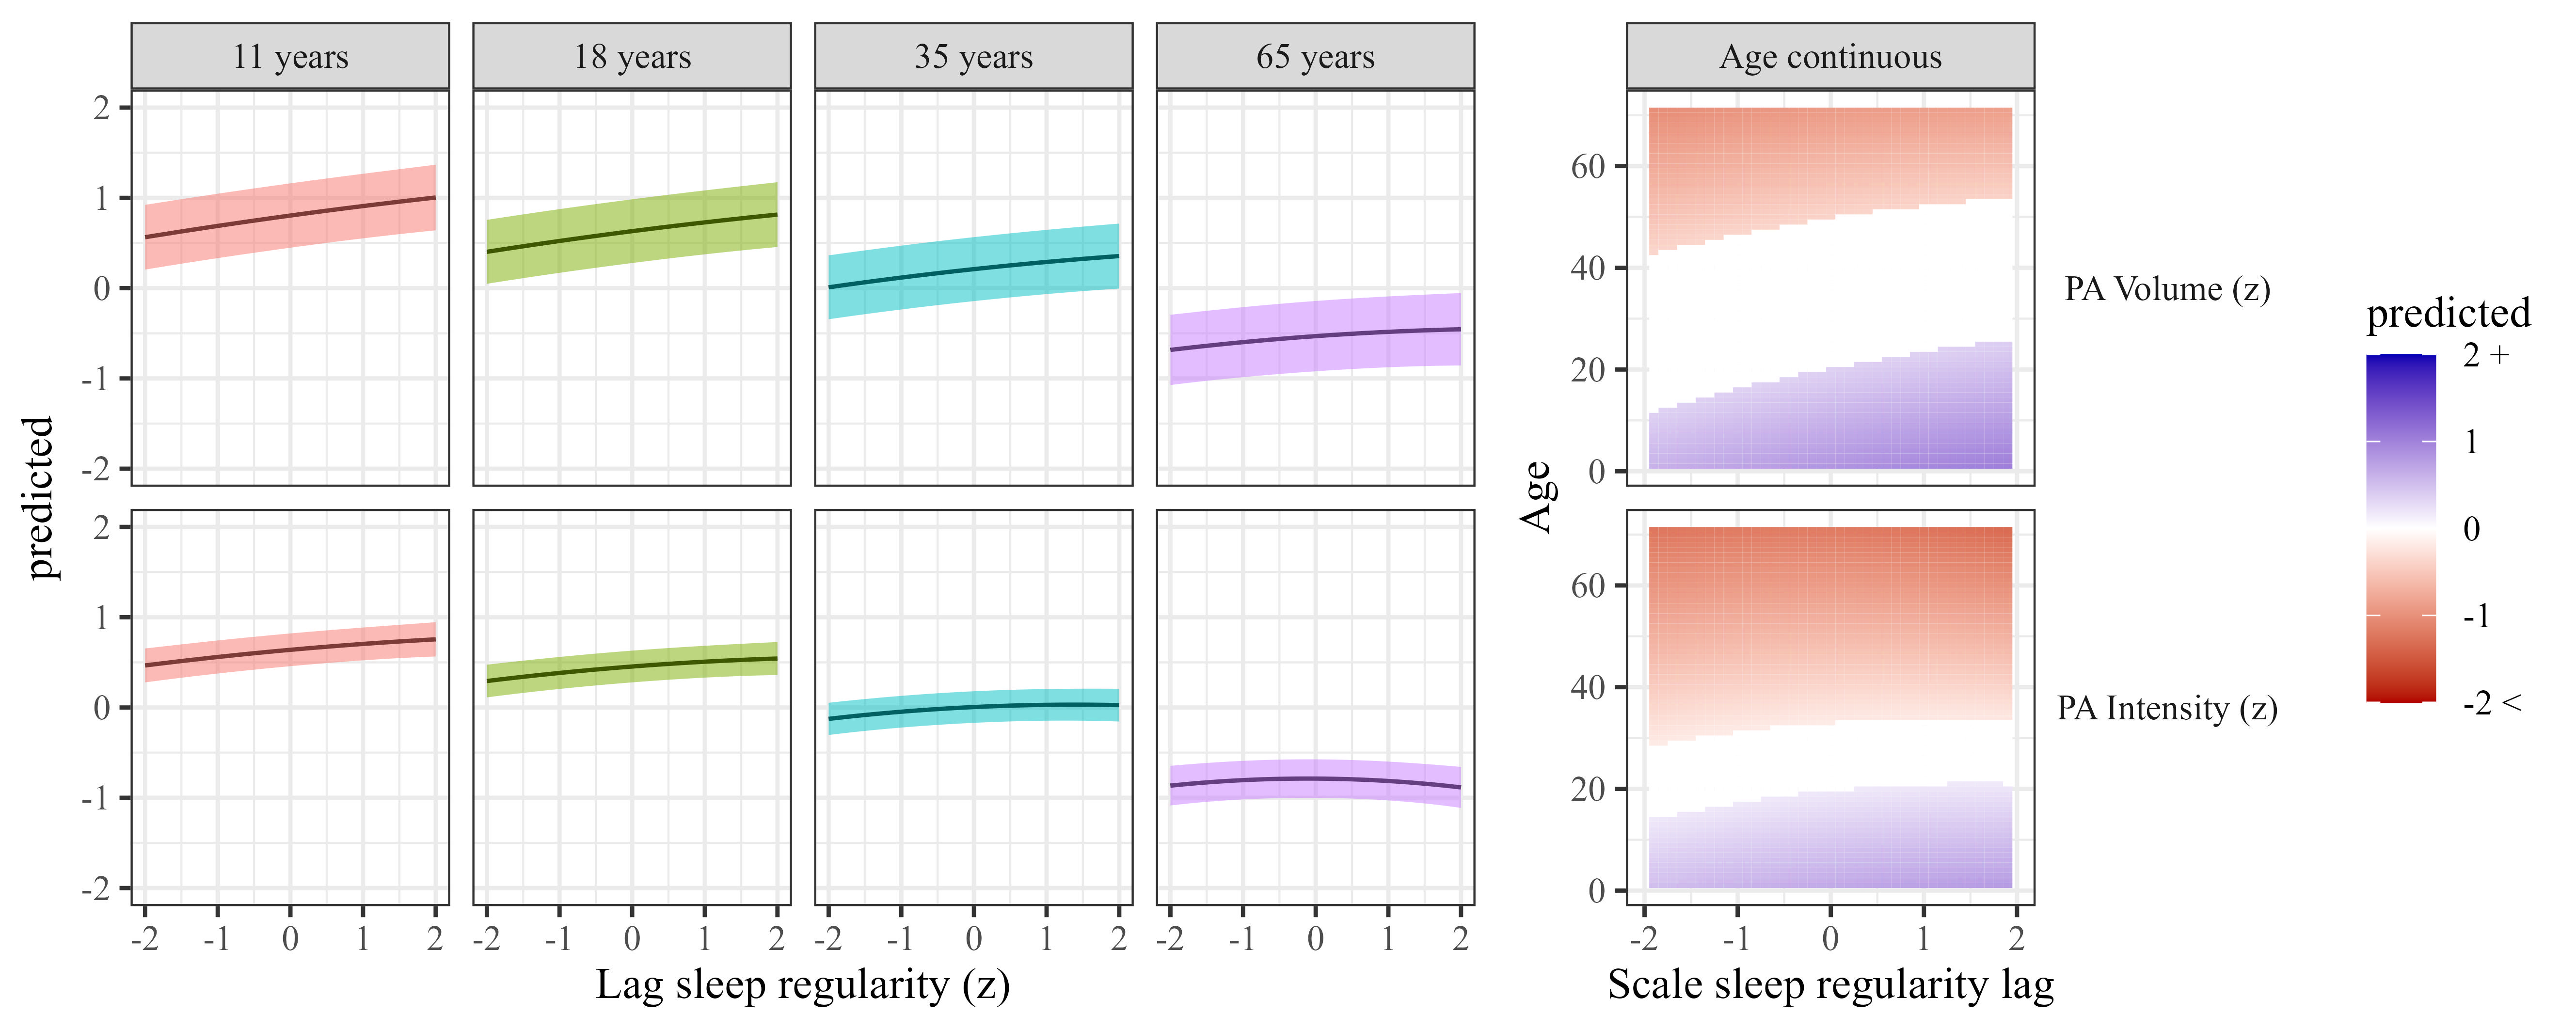 11 years
18 years
35 years
65 years
Age continuous
predicted
2
1
0
-1
-2
2
1
0
-1
-2
-2 -1 0 1 2
-2 -1 0 1 2
-2 -1 0 1 2
-2 -1 0 1 2
Lag sleep regularity (z)
Age
60
40
20
0
60
40
20
0
-2 -1 0 1 2
Scale sleep regularity lag
PA Volume (z)
PA Intensity (z)
predicted
2 +
1
0
-1
-2 <